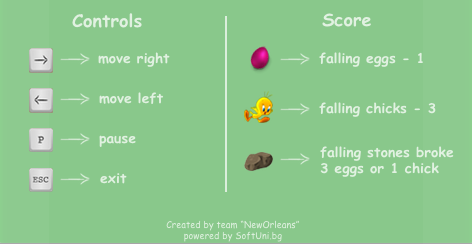 Controls
→ move right
← move left
P pause
ESC exit
Score
falling eggs - 1
falling chicks - 3
falling stones broke
3 eggs or 1 chick
Created by team "NewOrleans"
powered by SoftUni.bg